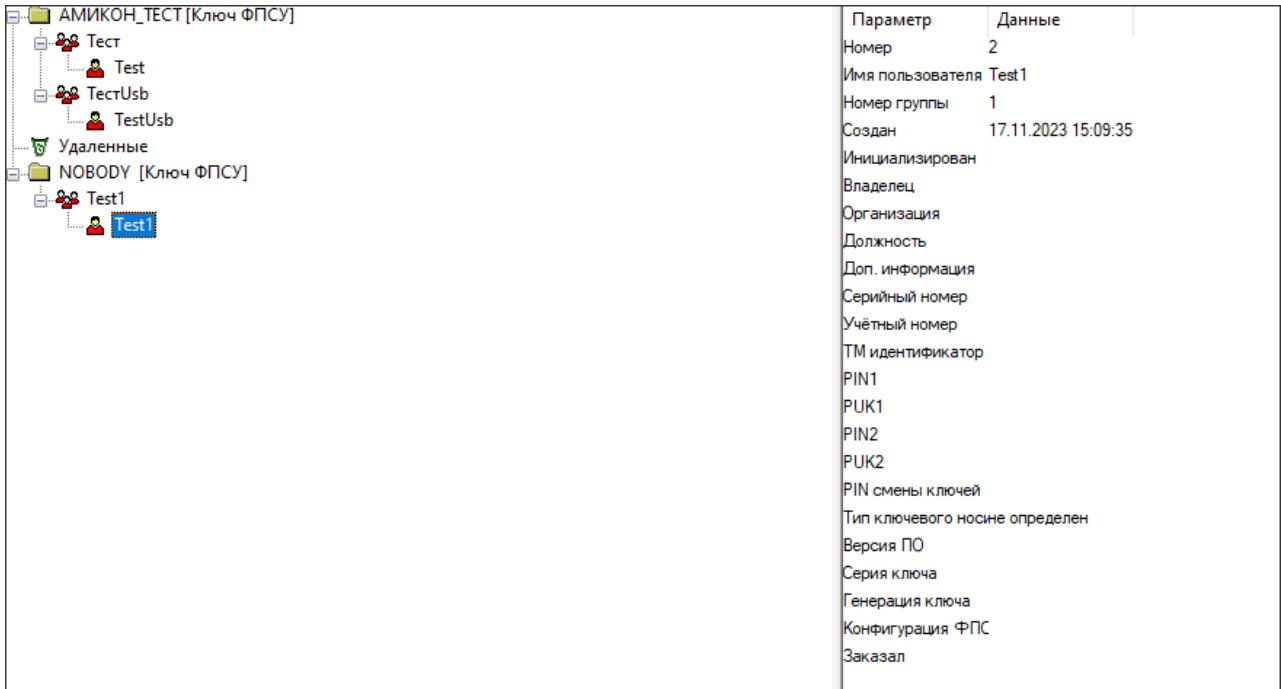 АМИКОН_ТЕСТ [Ключ ФПСУ]
Тест
Test
ТестUsb
TestUsb
Удаленные
NOBODY [Ключ ФПСУ]
Test1
Test1
Параметр Данные
Номер 2
Имя пользователя Test1
Номер группы 1
Создан 17.11.2023 15:09:35
Инициализирован
Владелец
Организация
Должность
Доп. информация
Серийный номер
Учётный номер
ТМ идентификатор
PIN1
PUK1
PIN2
PUK2
PIN смены ключей
Тип ключевого носине определен
Версия ПО
Серия ключа
Генерация ключа
Конфигурация ФПС
Заказал